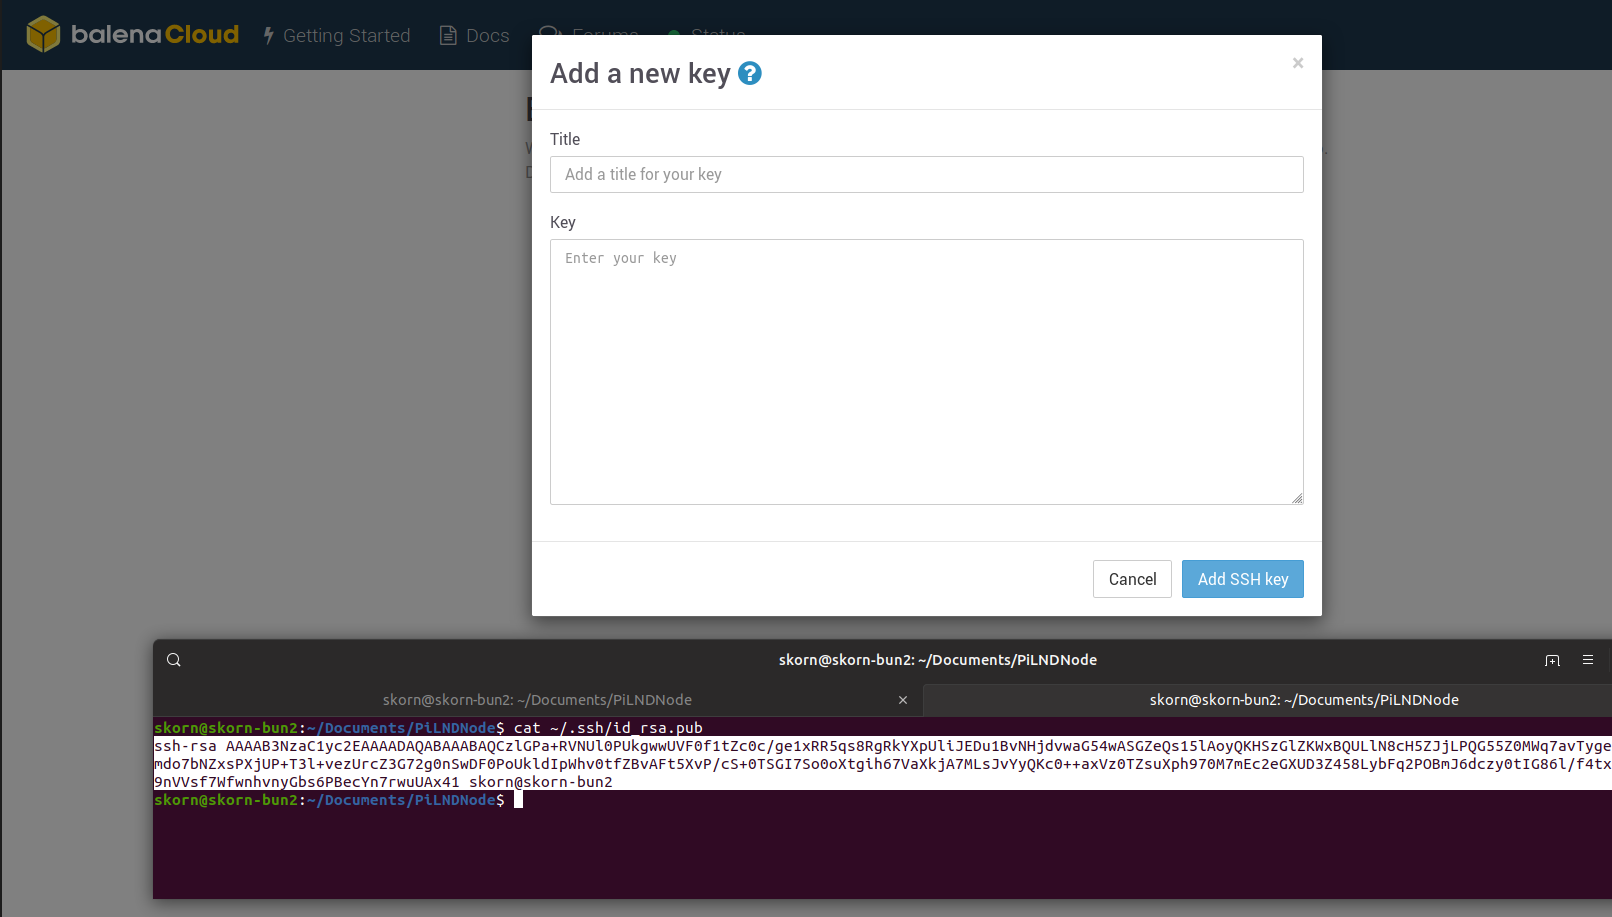 balenaCloud Getting Started Docs Forums Status
Add a new key ?
Title
Add a title for your key
Key
Enter your key
Cancel Add SSH key
skorn@skorn-bun2: ~/Documents/PiLNDNode
skorn@skorn-bun2: ~/Documents/PiLNDNode skorn@skorn-bun2: ~/Documents/PiLNDNode
skorn@skorn-bun2:~/Documents/PiLNDNode$ cat ~/.ssh/id_rsa.pub
ssh-rsa AAAAB3NzaC1yc2EAAAADAQABAAABAQCzlGPa+RVNUl0PUkgwwUVF0f1tZc0c/ge1xRR5qs8RgRkYXpUliJEDu1BvNHjdvwaG54wASGZeQs15lAoyQKHSzGlZKWxBQULlN8cH5ZJjLPQG55Z0MWq7avTyge
mdo7bNZxsPXjUP+T3l+vezUrcZ3G72g0nSwDF0PoUkldIpWhv0tfZBvAFt5XvP/cS+0TSGI7So0oXtgih67VaXkjA7MLsJvYyQKc0++axVz0TZsuXph970M7mEc2eGXUD3Z458LybFq2POBmJ6dczy0tIG86l/f4tx
9nVVsf7WfwnhvnyGbs6PBecYn7rwuUAx41 skorn@skorn-bun2
skorn@skorn-bun2:~/Documents/PiLNDNode$